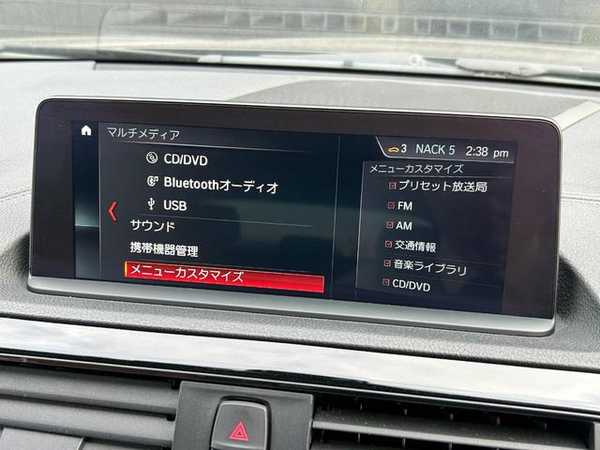 マルチメディア
3 NACK 5 2:38 pm
CD/DVD
Bluetoothオーディオ
USB
サウンド
携帯機器管理
メニューカスタマイズ
メニューカスタマイズ
プリセット放送局
FM
AM
交通情報
音楽ライブラリ
CD/DVD